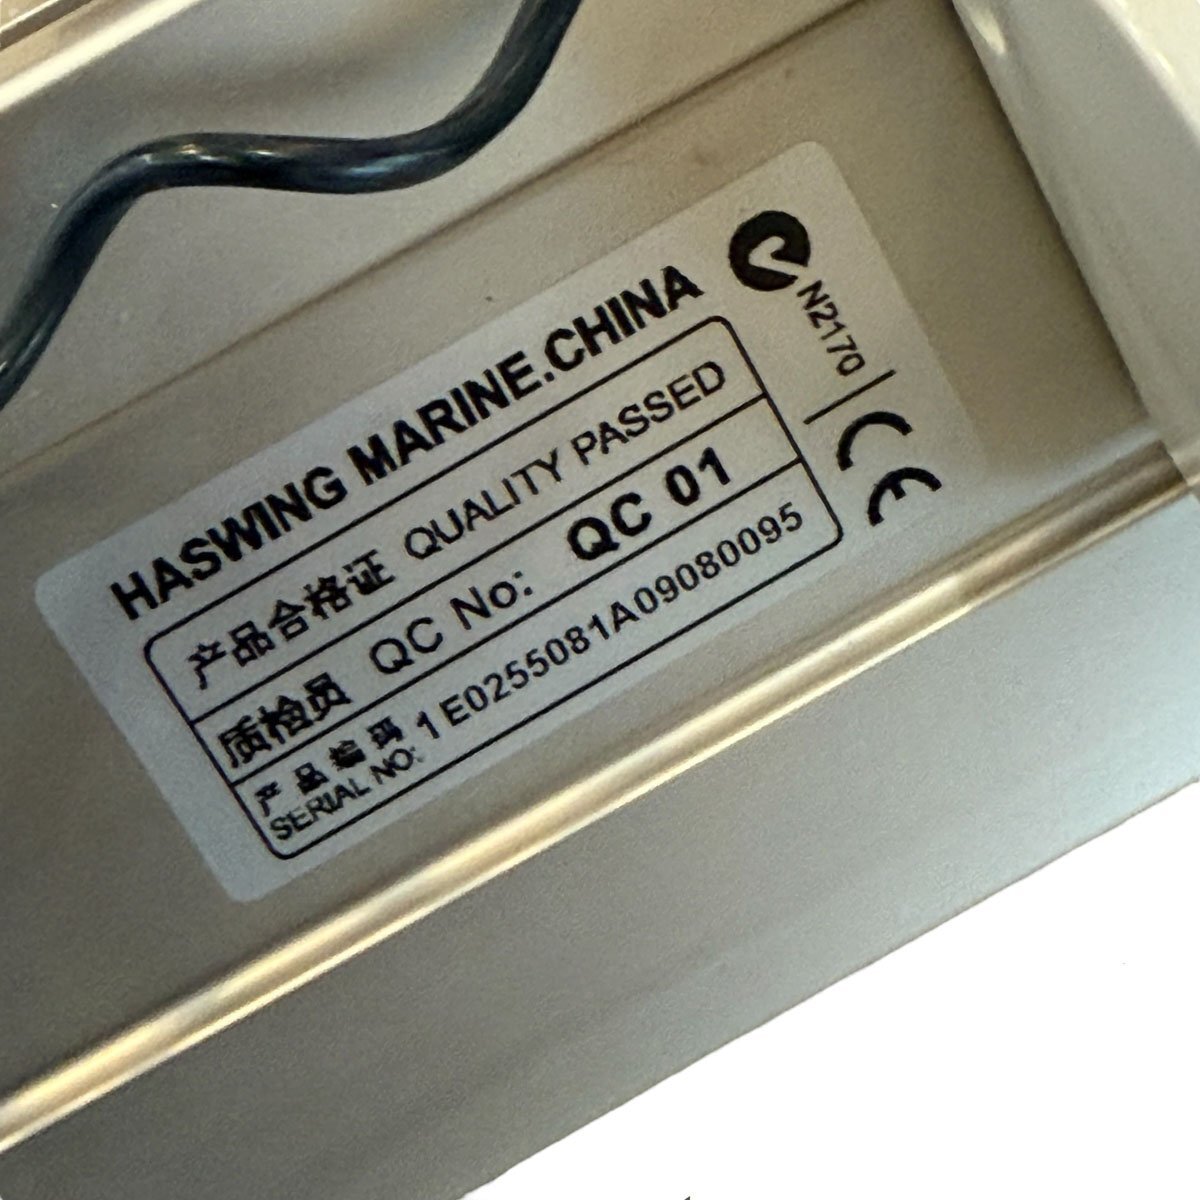 HASWING MARINE.CHINA
产品合格证 QUALITY PASSED
质检员 QC No: QC 01
产品编码
SERIAL NO: 1E0255081A09080095
N2170
CE